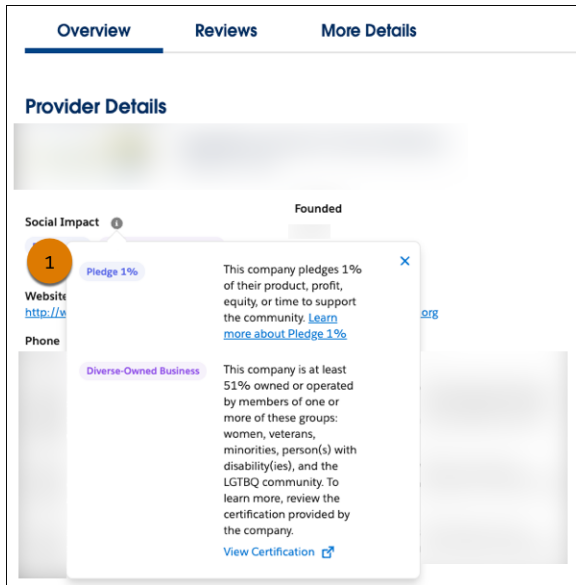 Overview Reviews More Details
Provider Details
Social Impact Founded
1
Pledge 1% This company pledges 1%
of their product, profit,
equity, or time to support
the community. Learn
more about Pledge 1%
Website
http://w org
Phone
Diverse-Owned Business This company is at least
51% owned or operated
by members of one or
more of these groups:
women, veterans,
minorities, person(s) with
disability(ies), and the
LGTBQ community. To
learn more, review the
certification provided by
the company.
View Certification